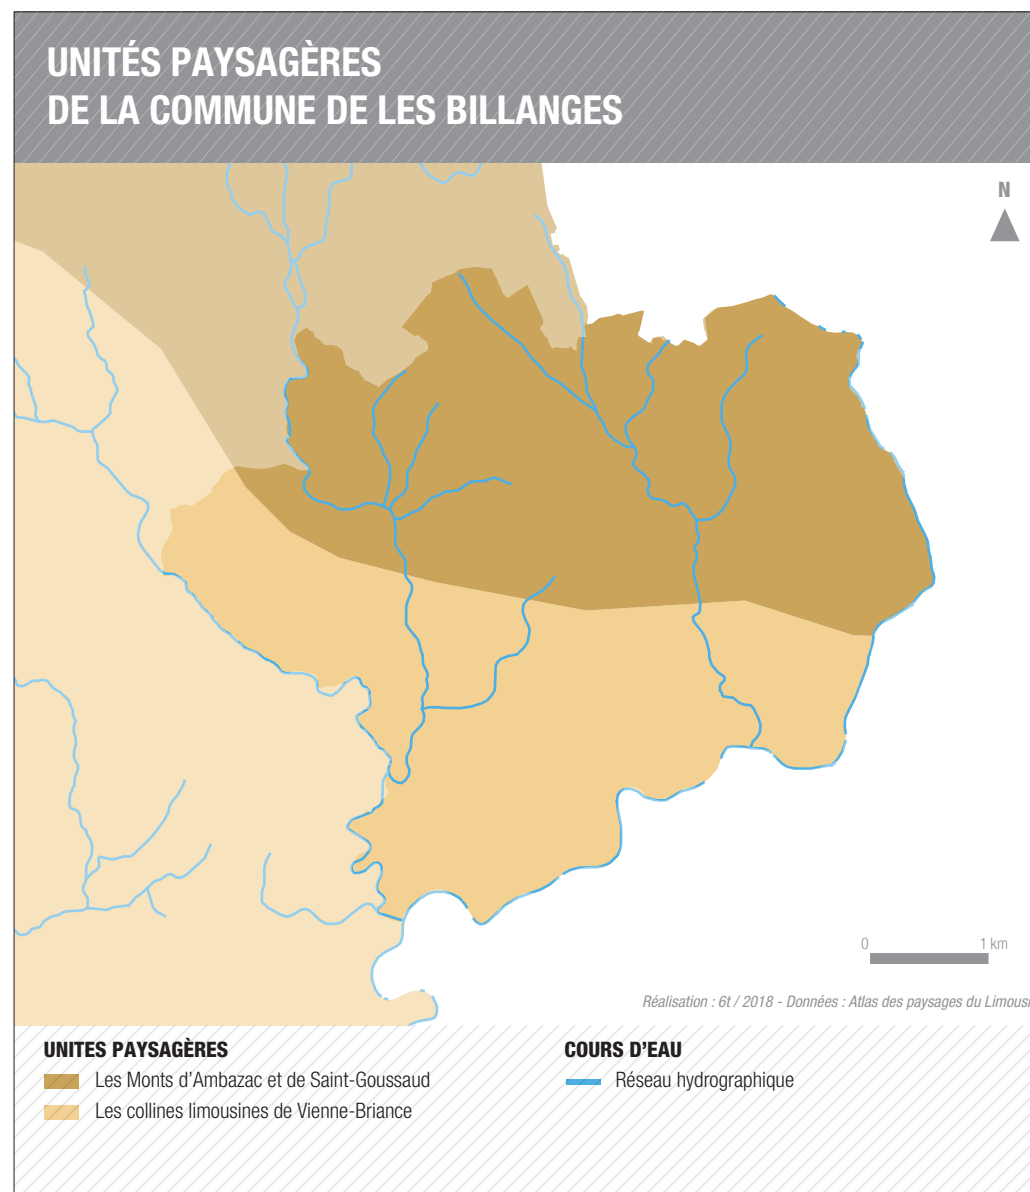 UNITÉS PAYSAGÈRES
DE LA COMMUNE DE LES BILLANGES
N
0 1 km
Réalisation : 6t / 2018 - Données : Atlas des paysages du Limousi
UNITES PAYSAGÈRES
Les Monts d'Ambazac et de Saint-Goussaud
Les collines limousines de Vienne-Briance
COURS D'EAU
Réseau hydrographique